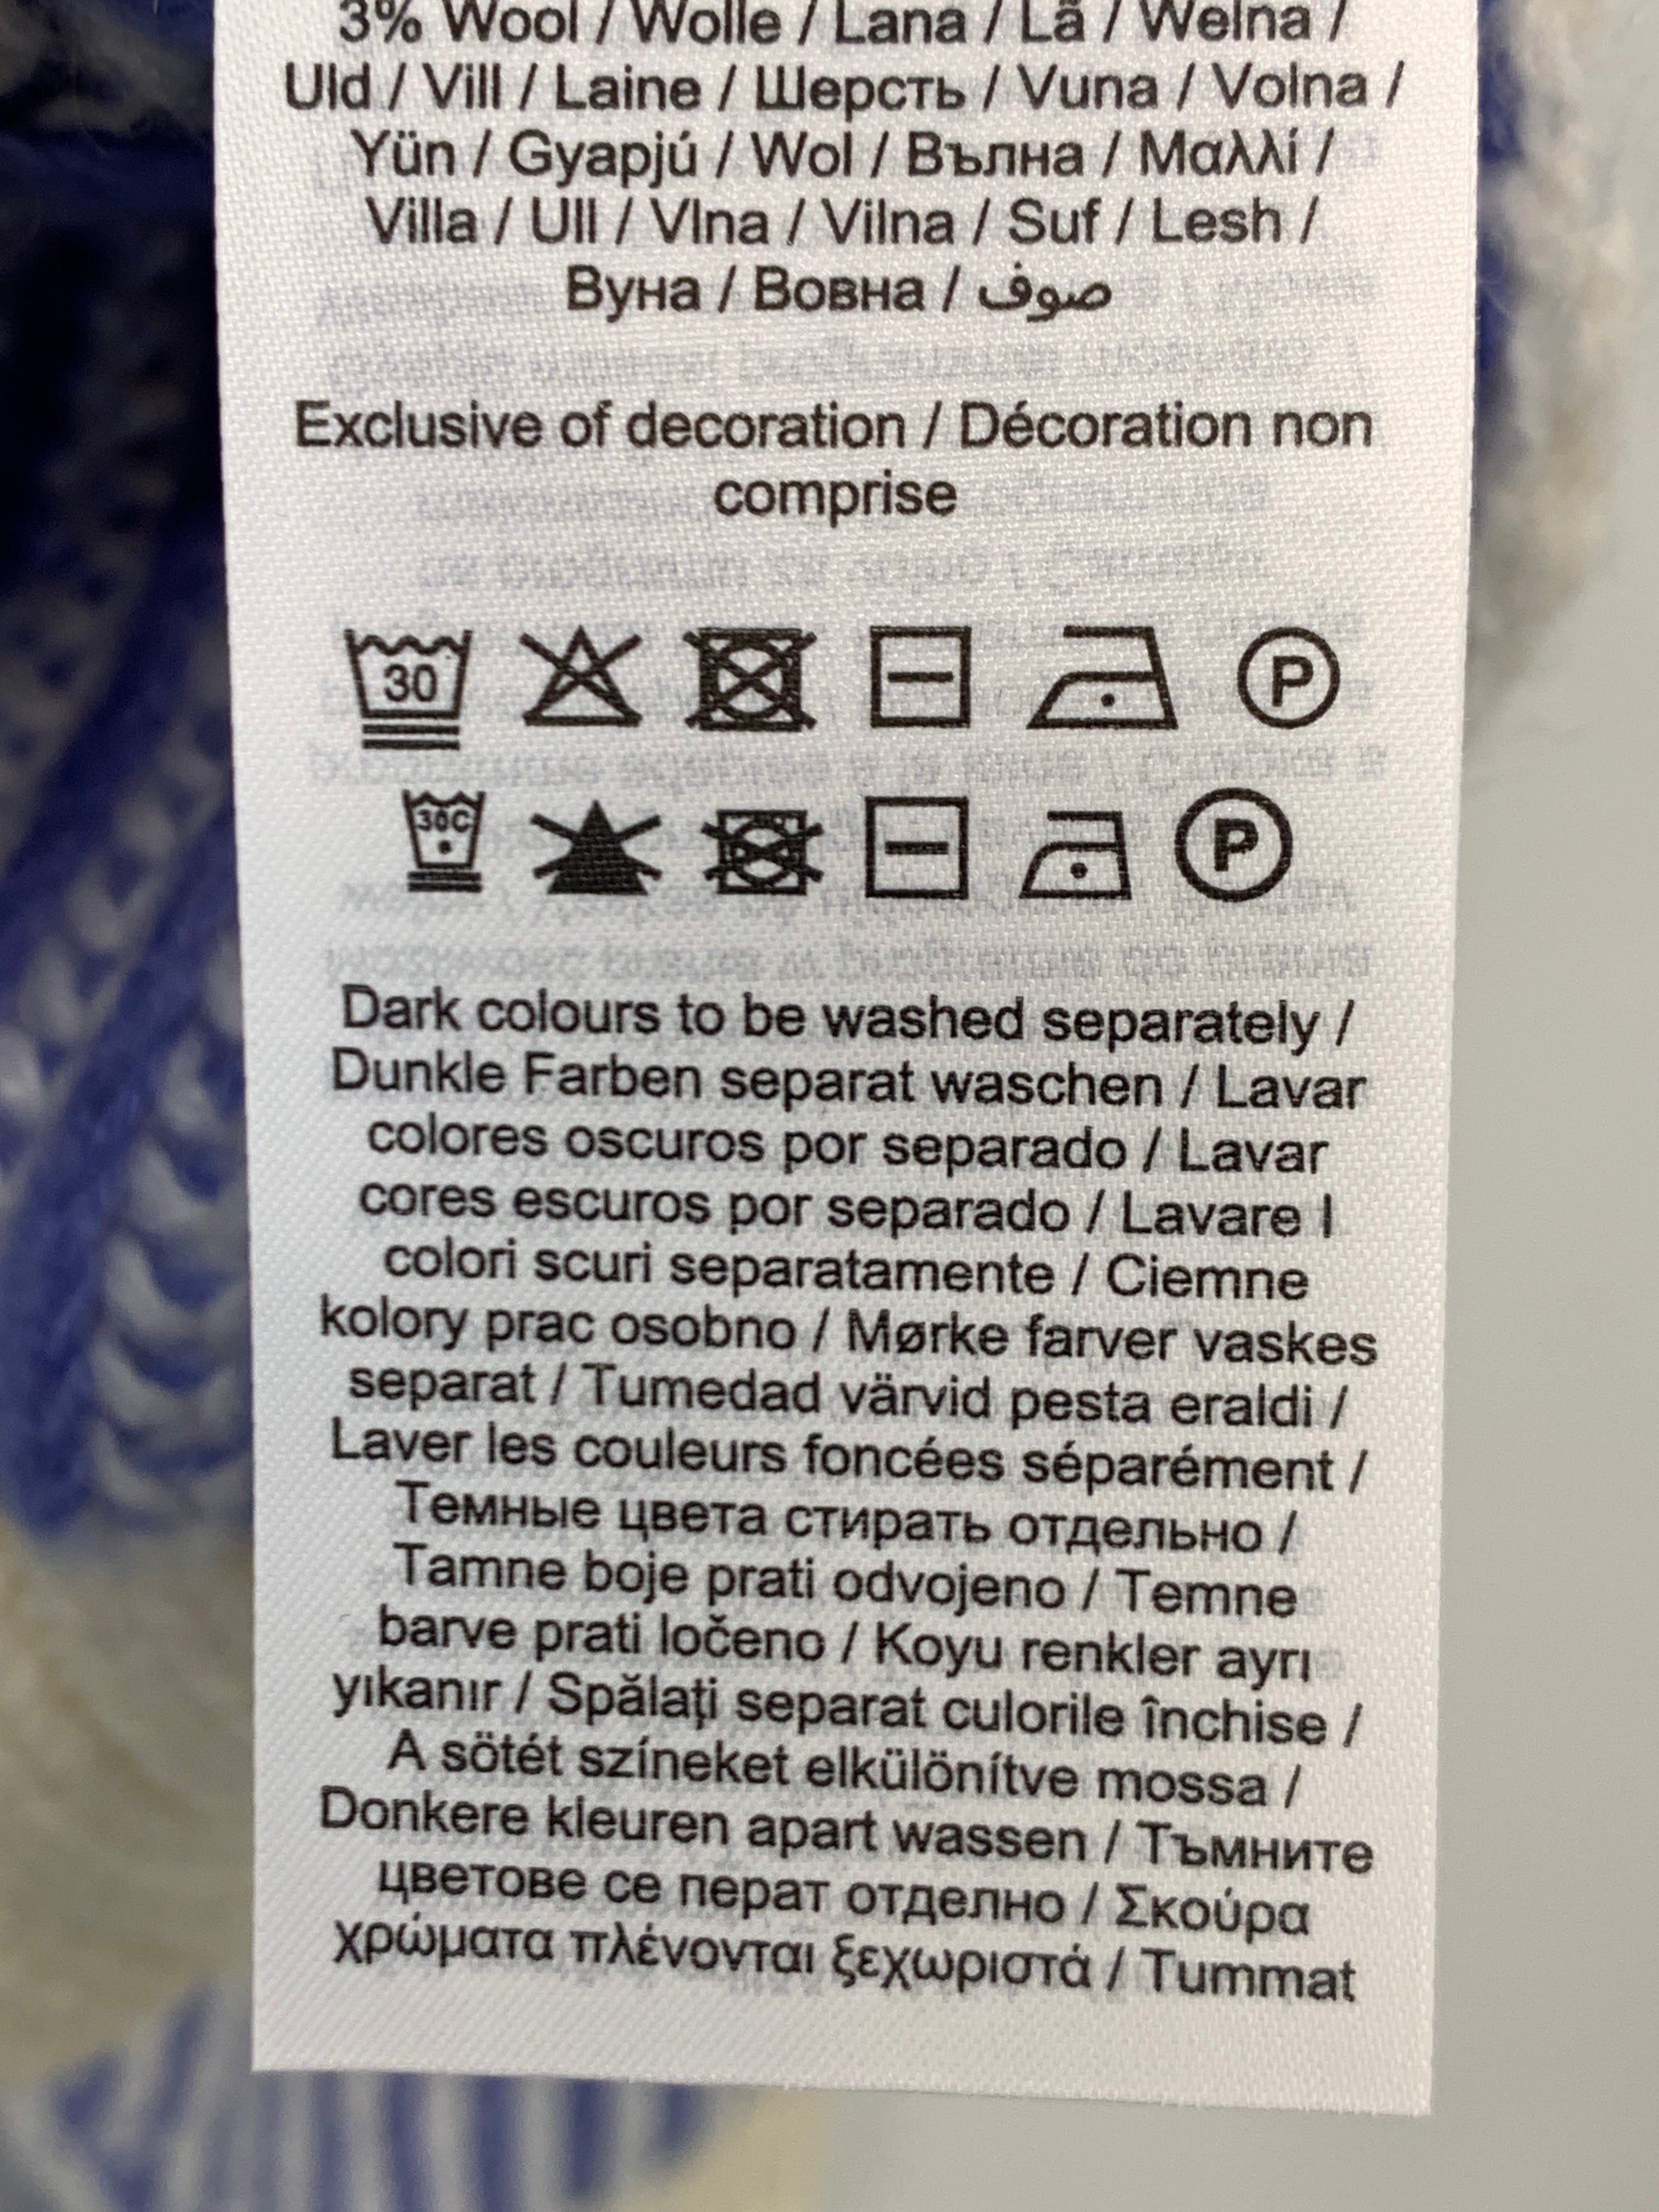 3% Wool / Wolle / Lana / Lã / Wełna /
Uld / Vill / Laine / Шерсть / Vuna / Volna /
Yün / Gyapjú / Wol / Вълна / Μαλλί /
Villa / Ull / Vlna / Vilna / Suf / Lesh /
Вуна / Вовна / صوف
Exclusive of decoration / Décoration non
comprise
30 P
30C P
Dark colours to be washed separately /
Dunkle Farben separat waschen / Lavar
colores oscuros por separado / Lavar
cores escuros por separado / Lavare I
colori scuri separatamente / Ciemne
kolory prac osobno / Mørke farver vaskes
separat / Tumedad värvid pesta eraldi /
Laver les couleurs foncées séparément /
Темные цвета стирать отдельно /
Tamne boje prati odvojeno / Temne
barve prati ločeno / Koyu renkler ayrı
yıkanır / Spălați separat culorile închise /
A sötét színeket elkülönítve mossa /
Donkere kleuren apart wassen / Тъмните
цветове се перат отделно / Σκούρα
χρώματα πλένονται ξεχωριστά / Tummat